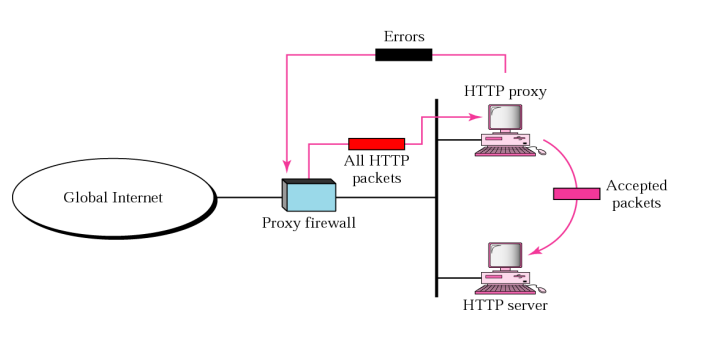 Errors
HTTP proxy
All HTTP
packets
Accepted
packets
Global Internet
Proxy firewall
HTTP server